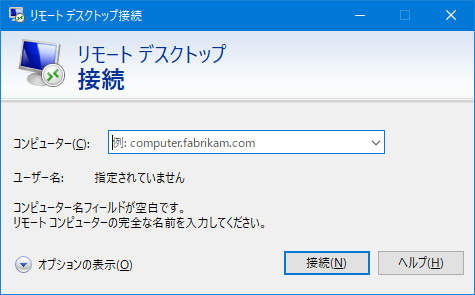 リモート デスクトップ接続
リモート デスクトップ
接続
コンピューター(C):
例: computer.fabrikam.com
ユーザー名:
指定されていません
コンピューター名フィールドが空白です。
リモート コンピューターの完全な名前を入力してください。
オプションの表示(O)
接続(N)
ヘルプ(H)